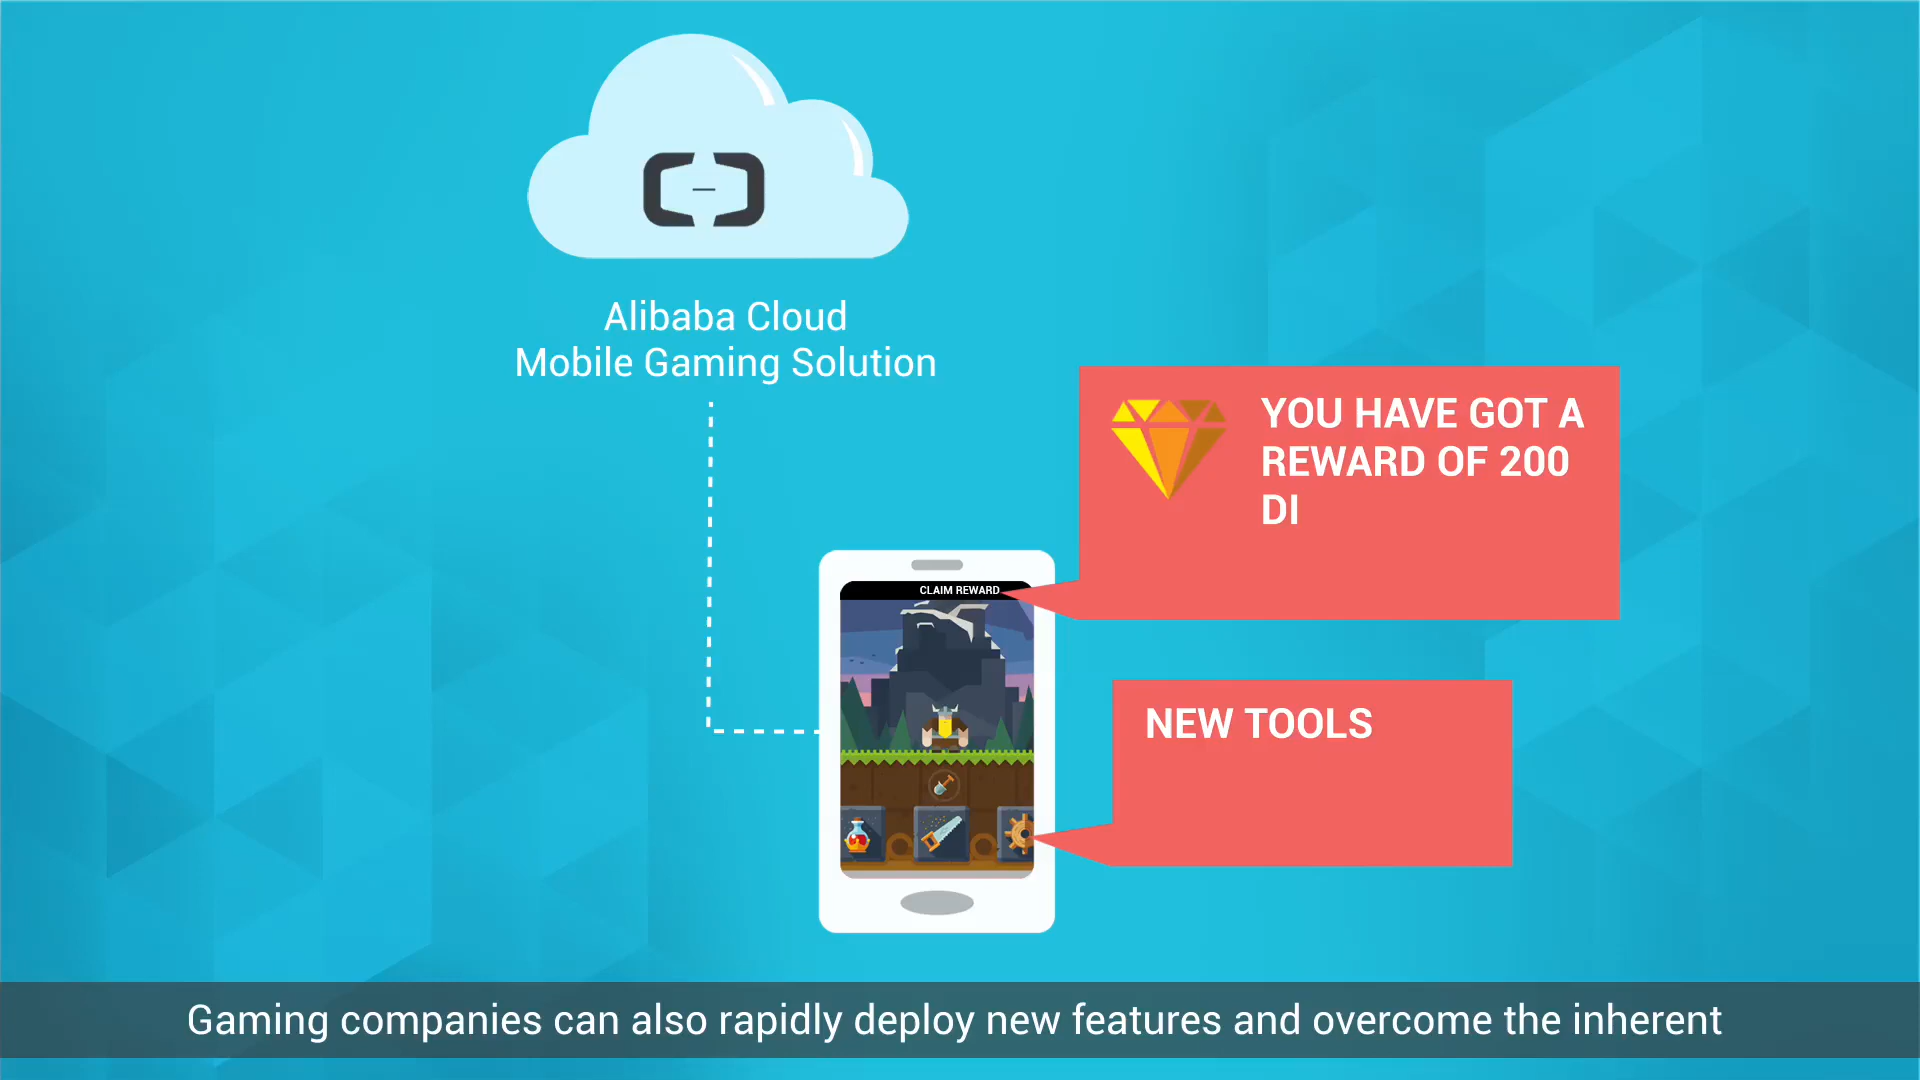 Alibaba Cloud
Mobile Gaming Solution
YOU HAVE GOT A
REWARD OF 200
DI
CLAIM REWARD
NEW TOOLS
Gaming companies can also rapidly deploy new features and overcome the inherent